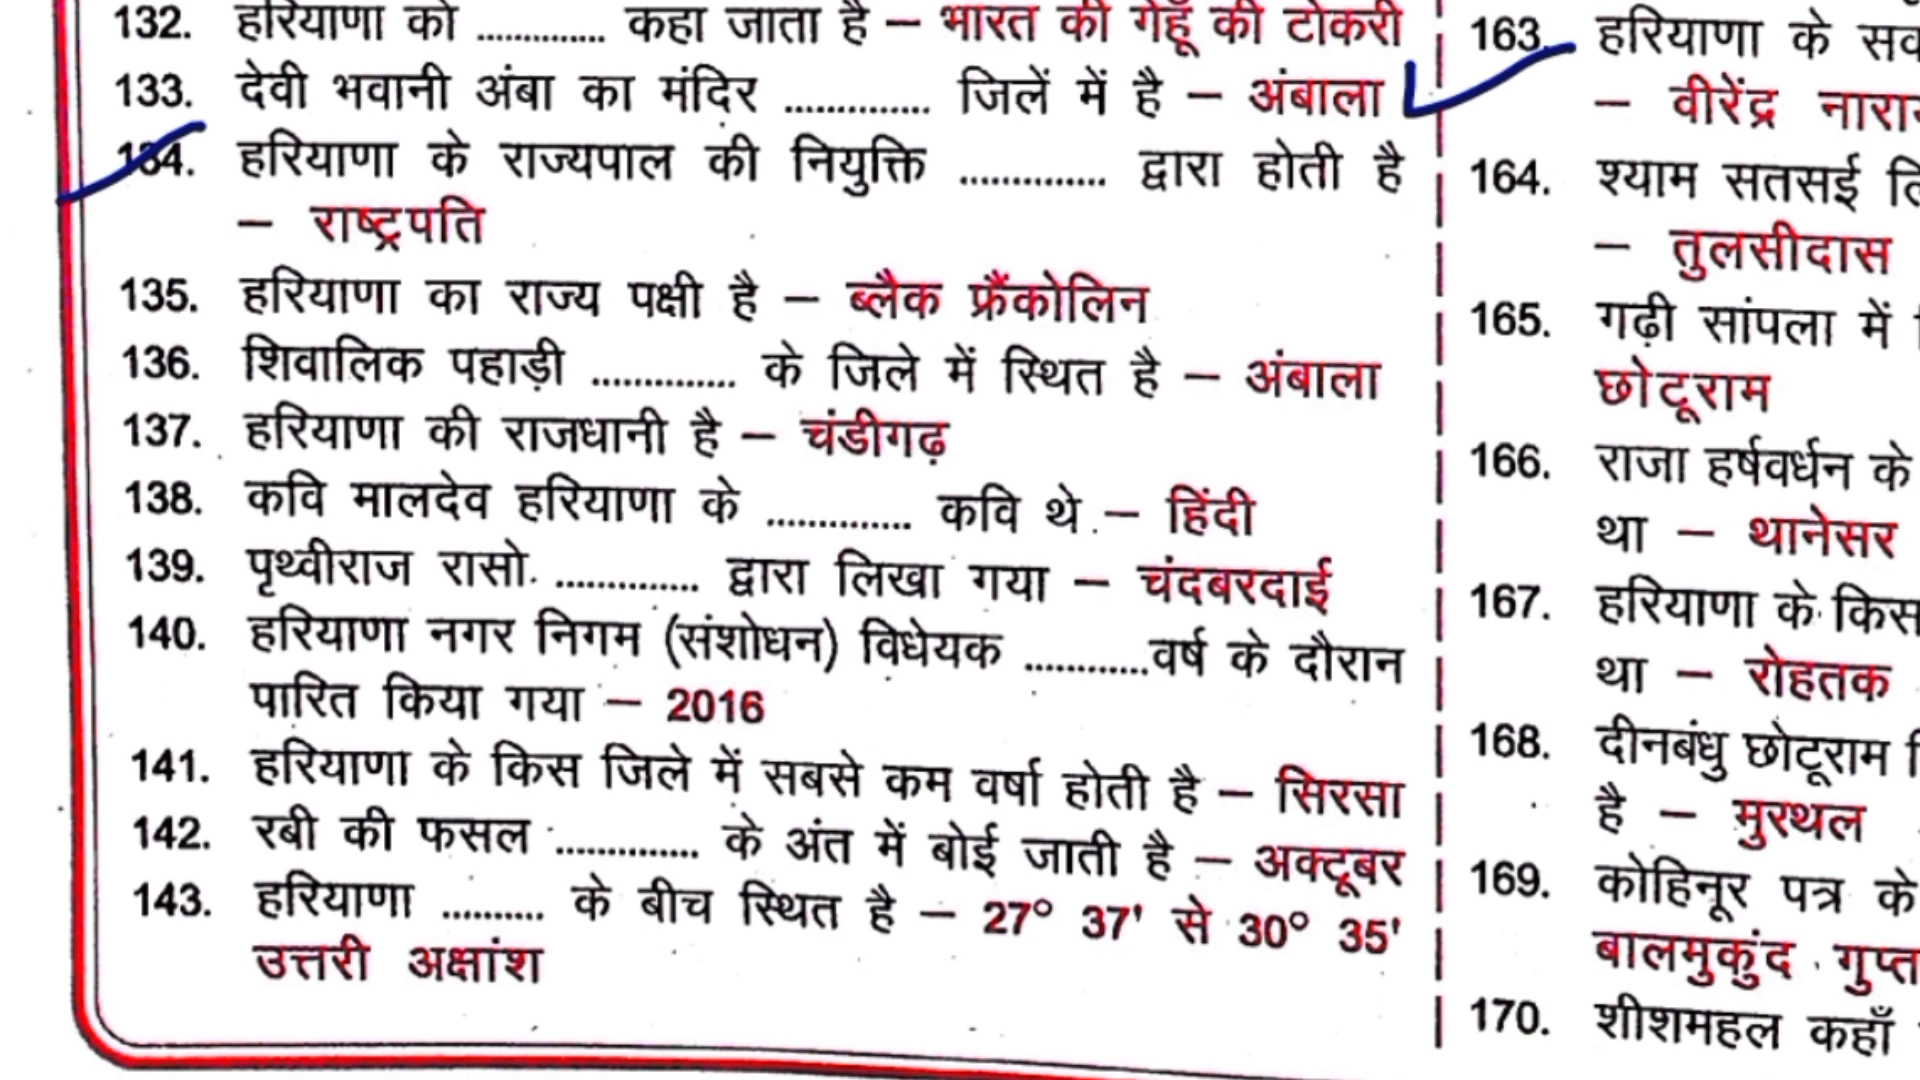 132. हरियाणा को ............. कहा जाता है – भारत की गेहूँ की टोकरी
133. देवी भवानी अंबा का मंदिर .............. जिलें में है – अंबाला
134. हरियाणा के राज्यपाल की नियुक्ति .............. द्वारा होती है
– राष्ट्रपति
135. हरियाणा का राज्य पक्षी है – ब्लैक फ्रैंकोलिन
136. शिवालिक पहाड़ी .............. के जिले में स्थित है – अंबाला
137. हरियाणा की राजधानी है – चंडीगढ़
138. कवि मालदेव हरियाणा के .............. कवि थे – हिंदी
139. पृथ्वीराज रासो .............. द्वारा लिखा गया – चंदबरदाई
140. हरियाणा नगर निगम (संशोधन) विधेयक ............वर्ष के दौरान
पारित किया गया – 2016
141. हरियाणा के किस जिले में सबसे कम वर्षा होती है – सिरसा
142. रबी की फसल .............. के अंत में बोई जाती है – अक्टूबर
143. हरियाणा .......... के बीच स्थित है – 27° 37' से 30° 35'
उत्तरी अक्षांश
163. हरियाणा के
– वीरेंद्र
164. श्याम सतसई
– तुलसीदास
165. गढ़ी सांपला में
छोटूराम
166. राजा हर्षवर्धन के
था – थानेसर
167. हरियाणा के किस
था – रोहतक
168. दीनबंधु छोटूराम
है – मुरथल
169. कोहिनूर पत्र के
बालमुकुंद गुप्त
170. शीशमहल कहाँ